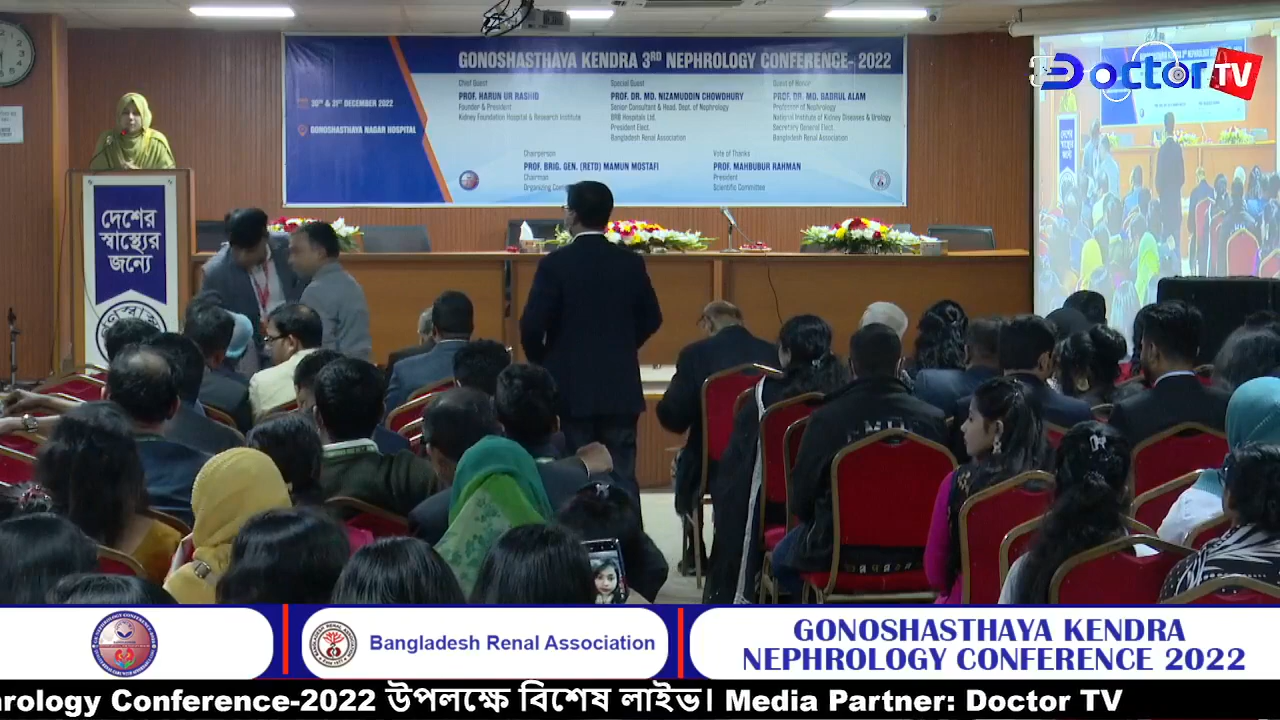 GONOSHASTHAYA KENDRA 3RD NEPHROLOGY CONFERENCE- 2022
30TH & 31ST DECEMBER 2022
GONOSHASTHAYA NAGAR HOSPITAL
Chief Guest
PROF. HARUN UR RASHID
Founder & President
Kidney Foundation Hospital & Research Institute
Special Guest
PROF. DR. MD. NIZAMUDDIN CHOWDHURY
Senior Consultant & Head, Dept. of Nephrology
BRB Hospitals Ltd.
President Elect.
Bangladesh Renal Association
Guest of Honor
PROF. DR. MD. BADRUL ALAM
Professor of Nephrology
National Institute of Kidney Diseases & Urology
Secretary General Elect.
Bangladesh Renal Association
Chairperson
PROF. BRIG. GEN. (RETD) MAMUN MOSTAFI
Chairman
Organizing
Vote of Thanks
PROF. MAHBUBUR RAHMAN
President
Scientific Committee
Doctor TV
দেশের
স্বাস্থ্যের
জন্যে
Bangladesh Renal Association
GONOSHASTHAYA KENDRA
NEPHROLOGY CONFERENCE 2022
hrology Conference-2022 উপলক্ষে বিশেষ লাইভ। Media Partner: Doctor TV